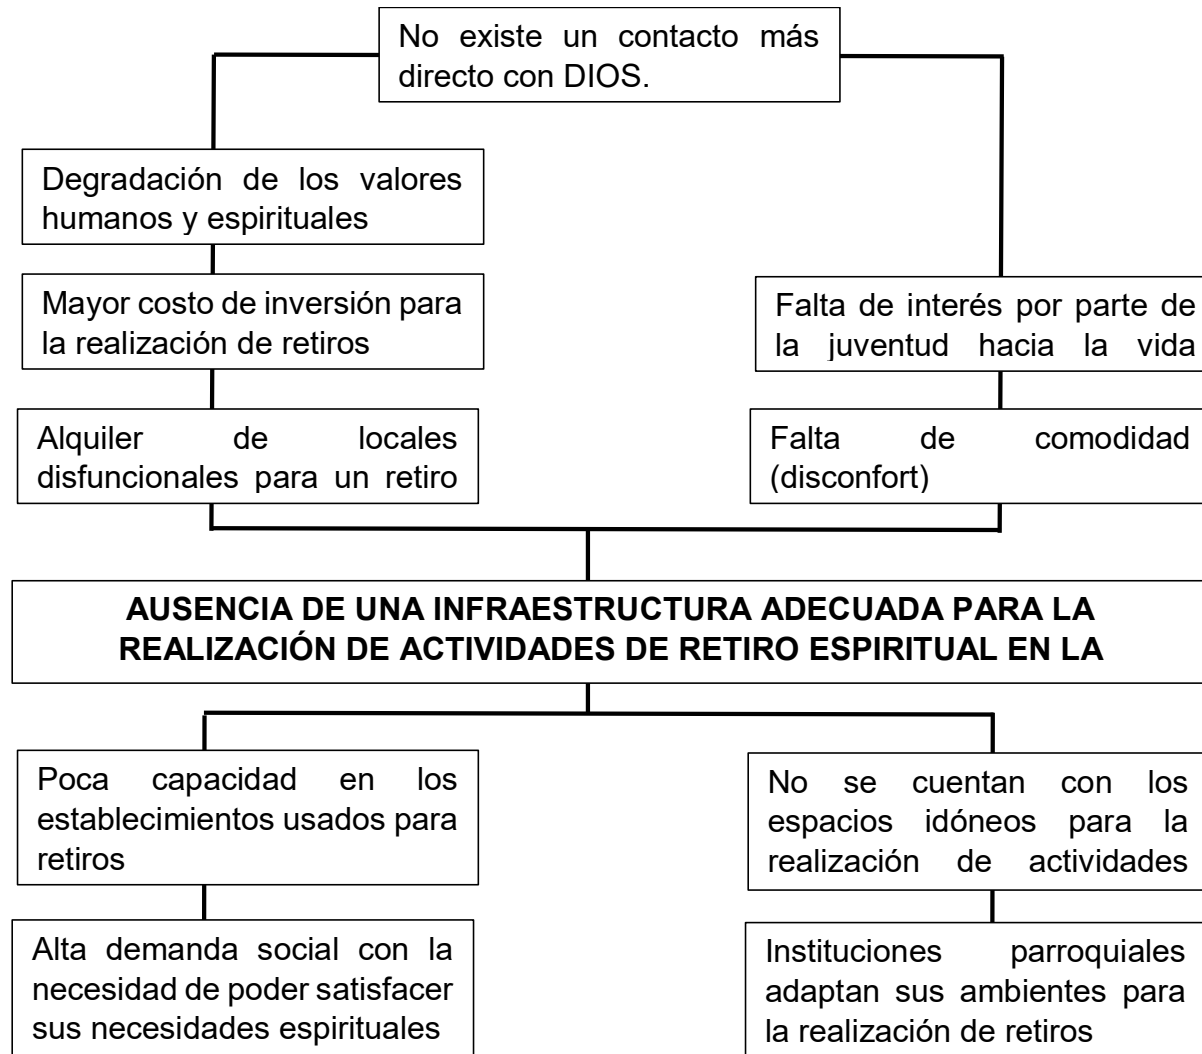 No existe un contacto más
directo con DIOS.
Degradación de los valores
humanos y espirituales
Mayor costo de inversión para
la realización de retiros
Falta de interés por parte de
la juventud hacia la vida
Alquiler de locales
disfuncionales para un retiro
Falta de comodidad
(disconfort)
AUSENCIA DE UNA INFRAESTRUCTURA ADECUADA PARA LA
REALIZACIÓN DE ACTIVIDADES DE RETIRO ESPIRITUAL EN LA
Poca capacidad en los
establecimientos usados para
retiros
No se cuentan con los
espacios idóneos para la
realización de actividades
Alta demanda social con la
necesidad de poder satisfacer
sus necesidades espirituales
Instituciones parroquiales
adaptan sus ambientes para
la realización de retiros